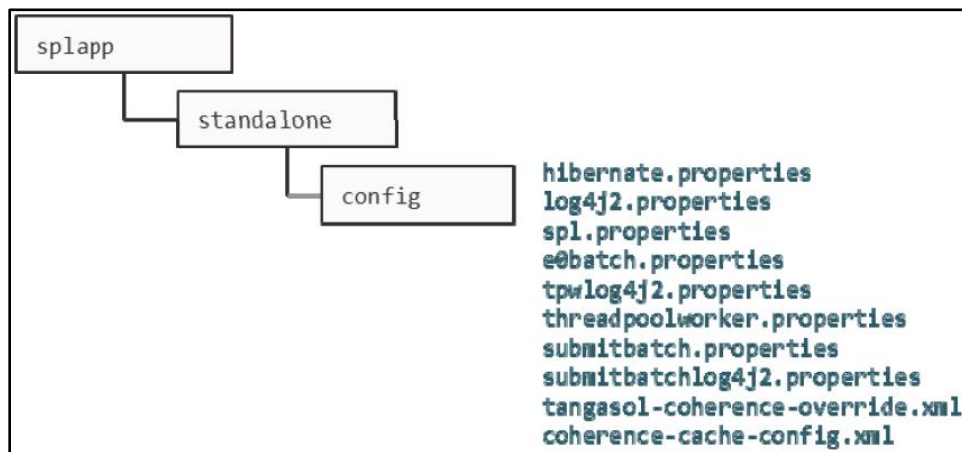 splapp
standalone
config
hibernate.properties
log4j2.properties
spl.properties
e0batch.properties
tpwlog4j2.properties
threadpoolworker.properties
submitbatch.properties
submitbatchlog4j2.properties
tangasol-coherence-override.xml
coherence-cache-config.xml